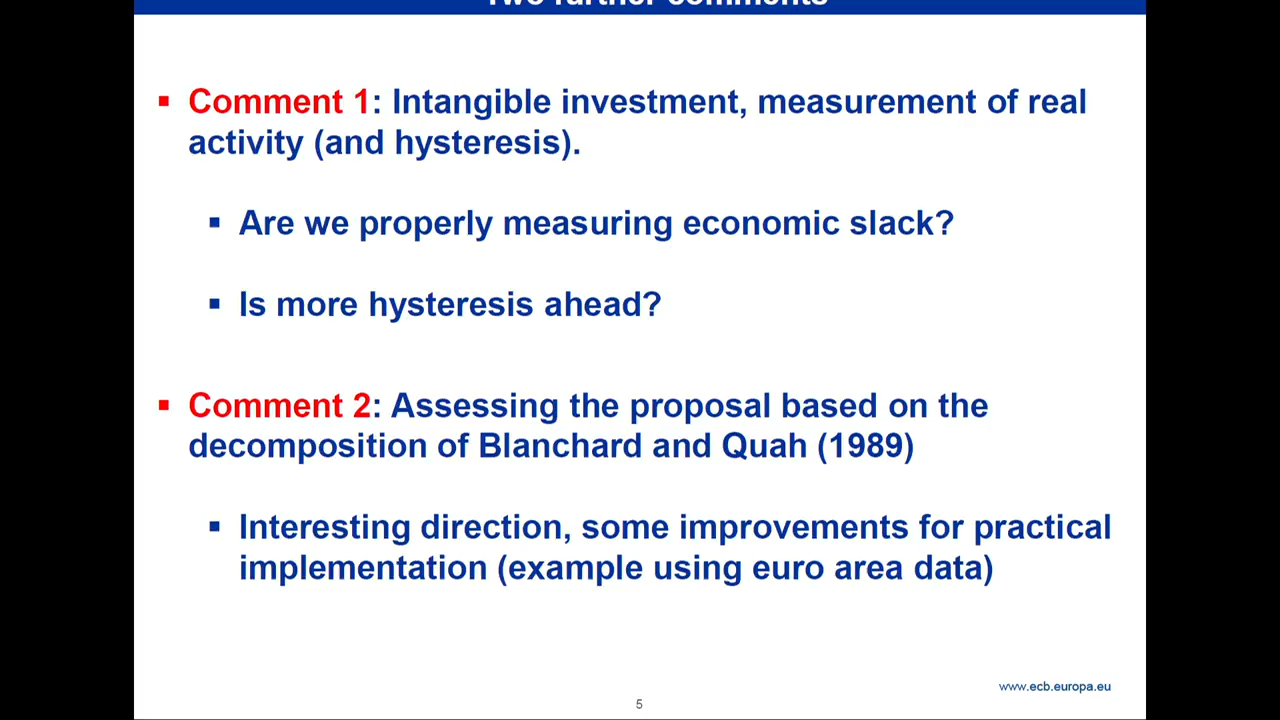 Two further comments
Comment 1: Intangible investment, measurement of real
activity (and hysteresis).
Are we properly measuring economic slack?
Is more hysteresis ahead?
Comment 2: Assessing the proposal based on the
decomposition of Blanchard and Quah (1989)
Interesting direction, some improvements for practical
implementation (example using euro area data)
www.ecb.europa.eu
5